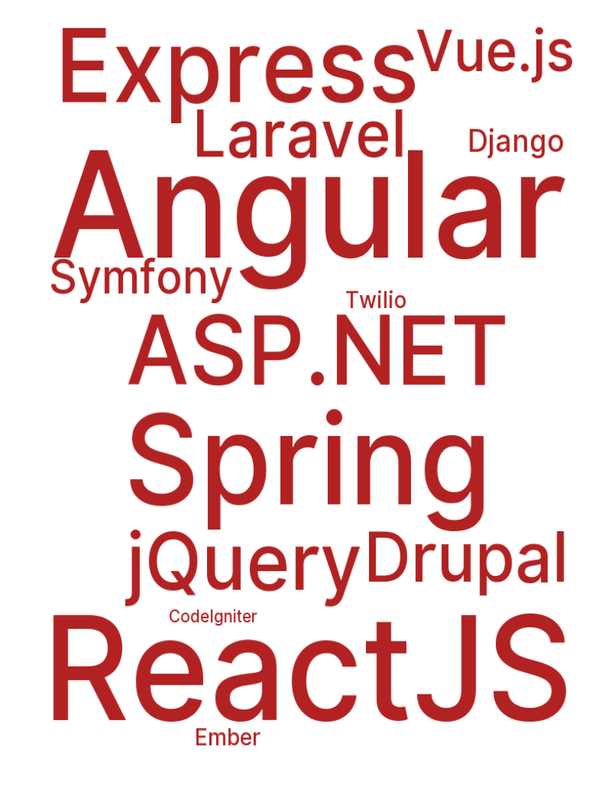 Express
Vue.js
Laravel
Django
Angular
Symfony
Twilio
ASP.NET
Spring
jQuery
Drupal
CodeIgniter
ReactJS
Ember